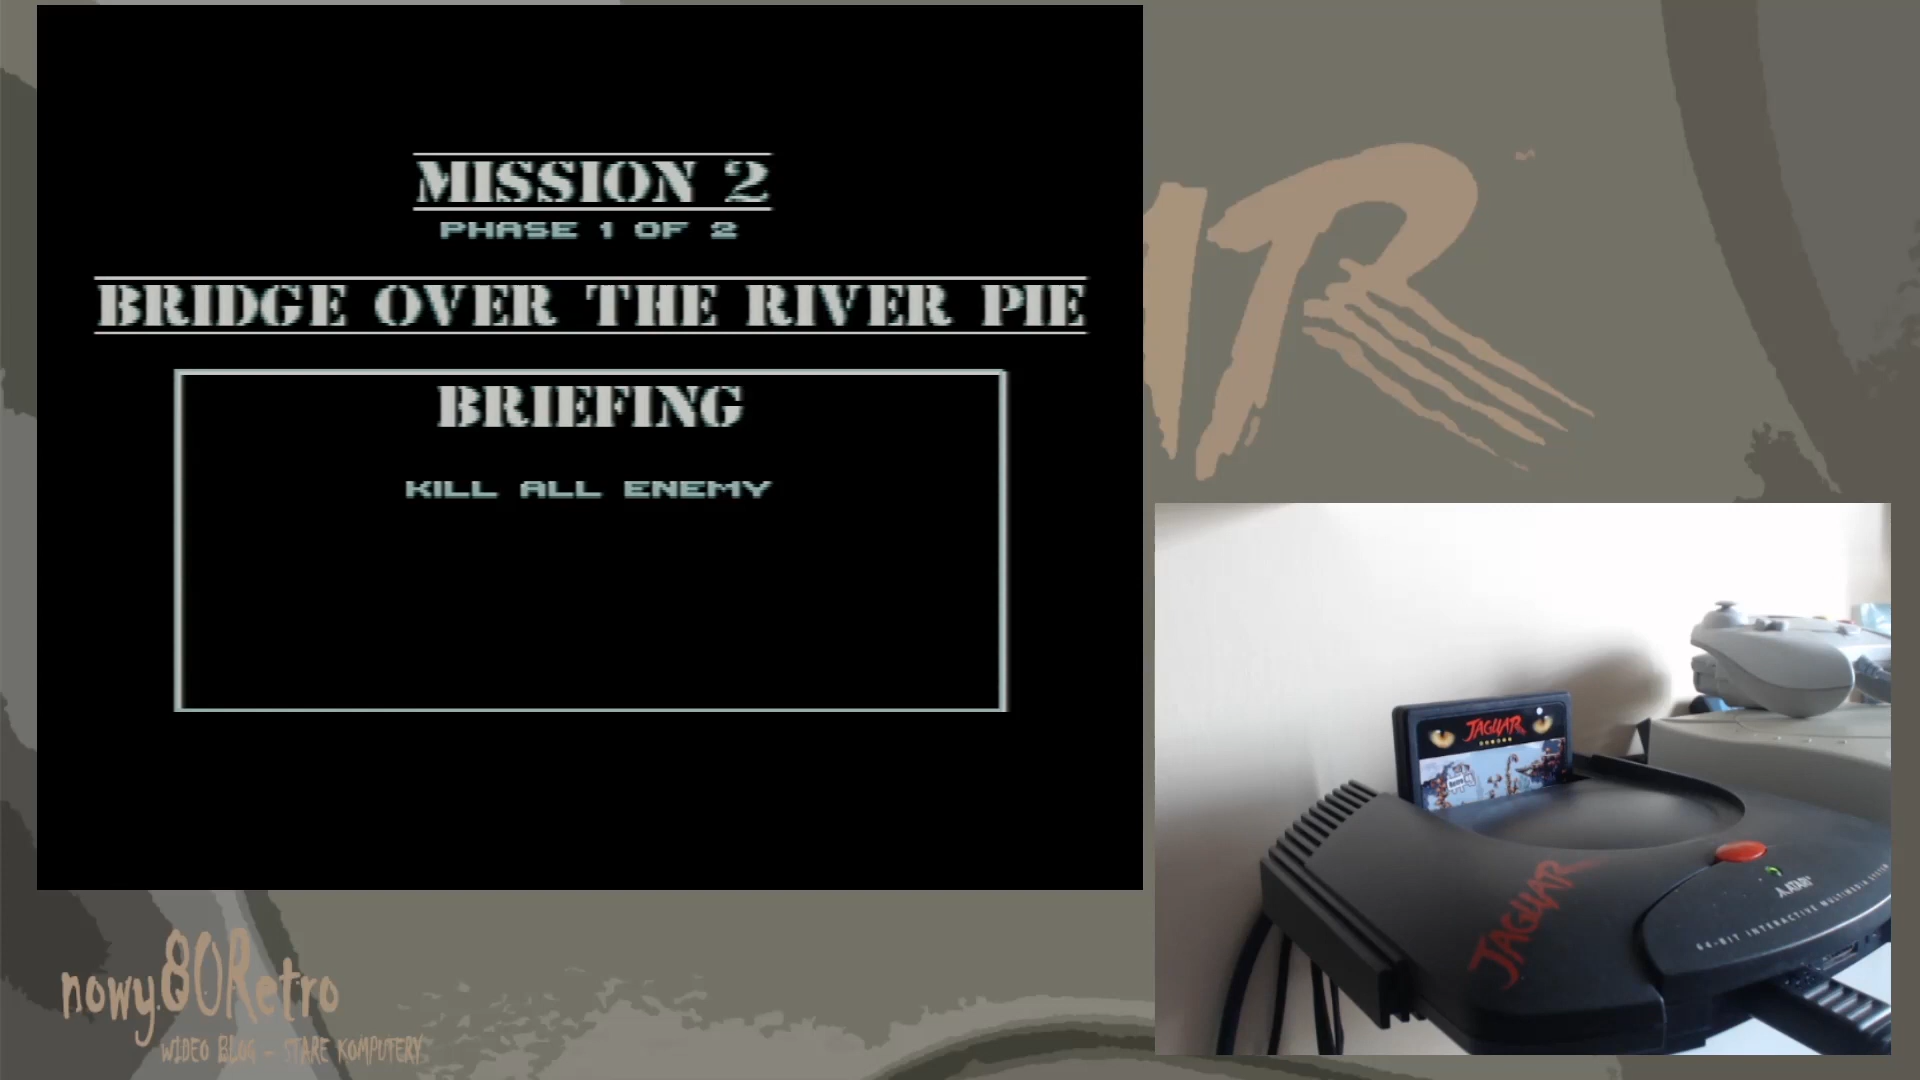 MISSION 2
PHASE 1 OF 2
BRIDGE OVER THE RIVER PIE
BRIEFING
KILL ALL ENEMY
JAGUAR
JAGUAR
ATARI
64-BIT INTERACTIVE MULTIMEDIA SYSTEM
nowy80Retro
WIDEO BLOG - STARE KOMPUTERY